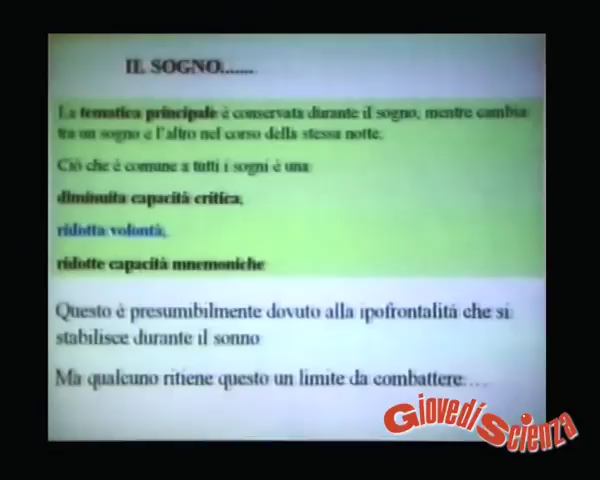 IL SOGNO.......
La tematica principale è conservata durante il sogno, mentre cambia
tra un sogno e l'altro nel corso della stessa notte.
Ciò che è comune a tutti i sogni è una
diminuita capacità critica,
ridotta volontà,
ridotte capacità mnemoniche
Questo è presumibilmente dovuto alla ipofrontalità che si
stabilisce durante il sonno
Ma qualcuno ritiene questo un limite da combattere....
Giovedì Scienza